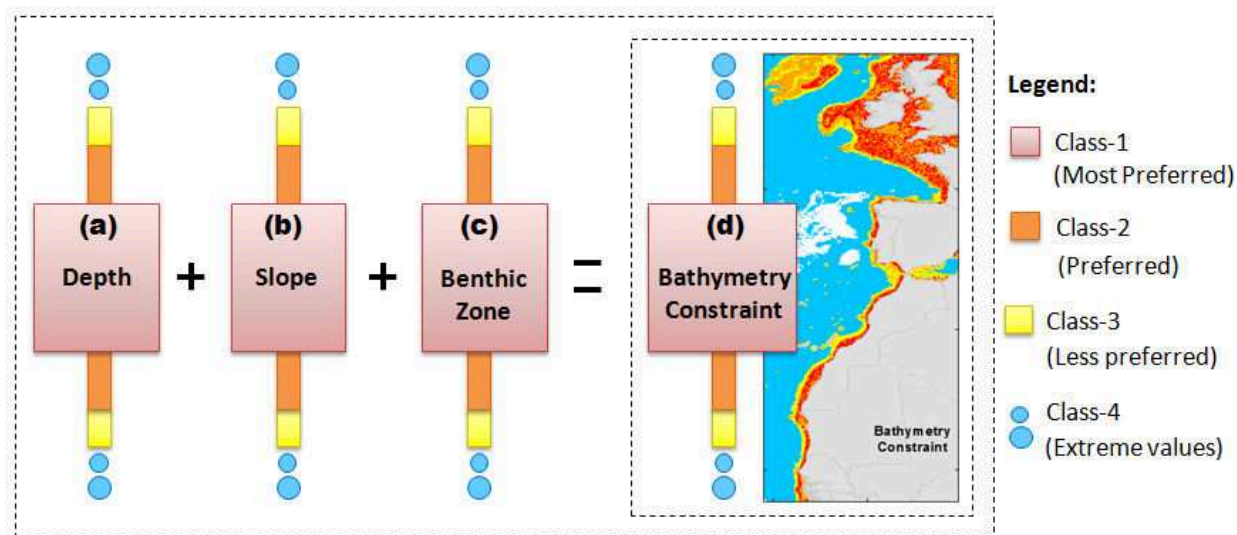 (a)
Depth
+
(b)
Slope
+
(c)
Benthic
Zone
=
(d)
Bathymetry
Constraint
Bathymetry
Constraint
Legend:
Class-1
(Most Preferred)
Class-2
(Preferred)
Class-3
(Less preferred)
Class-4
(Extreme values)